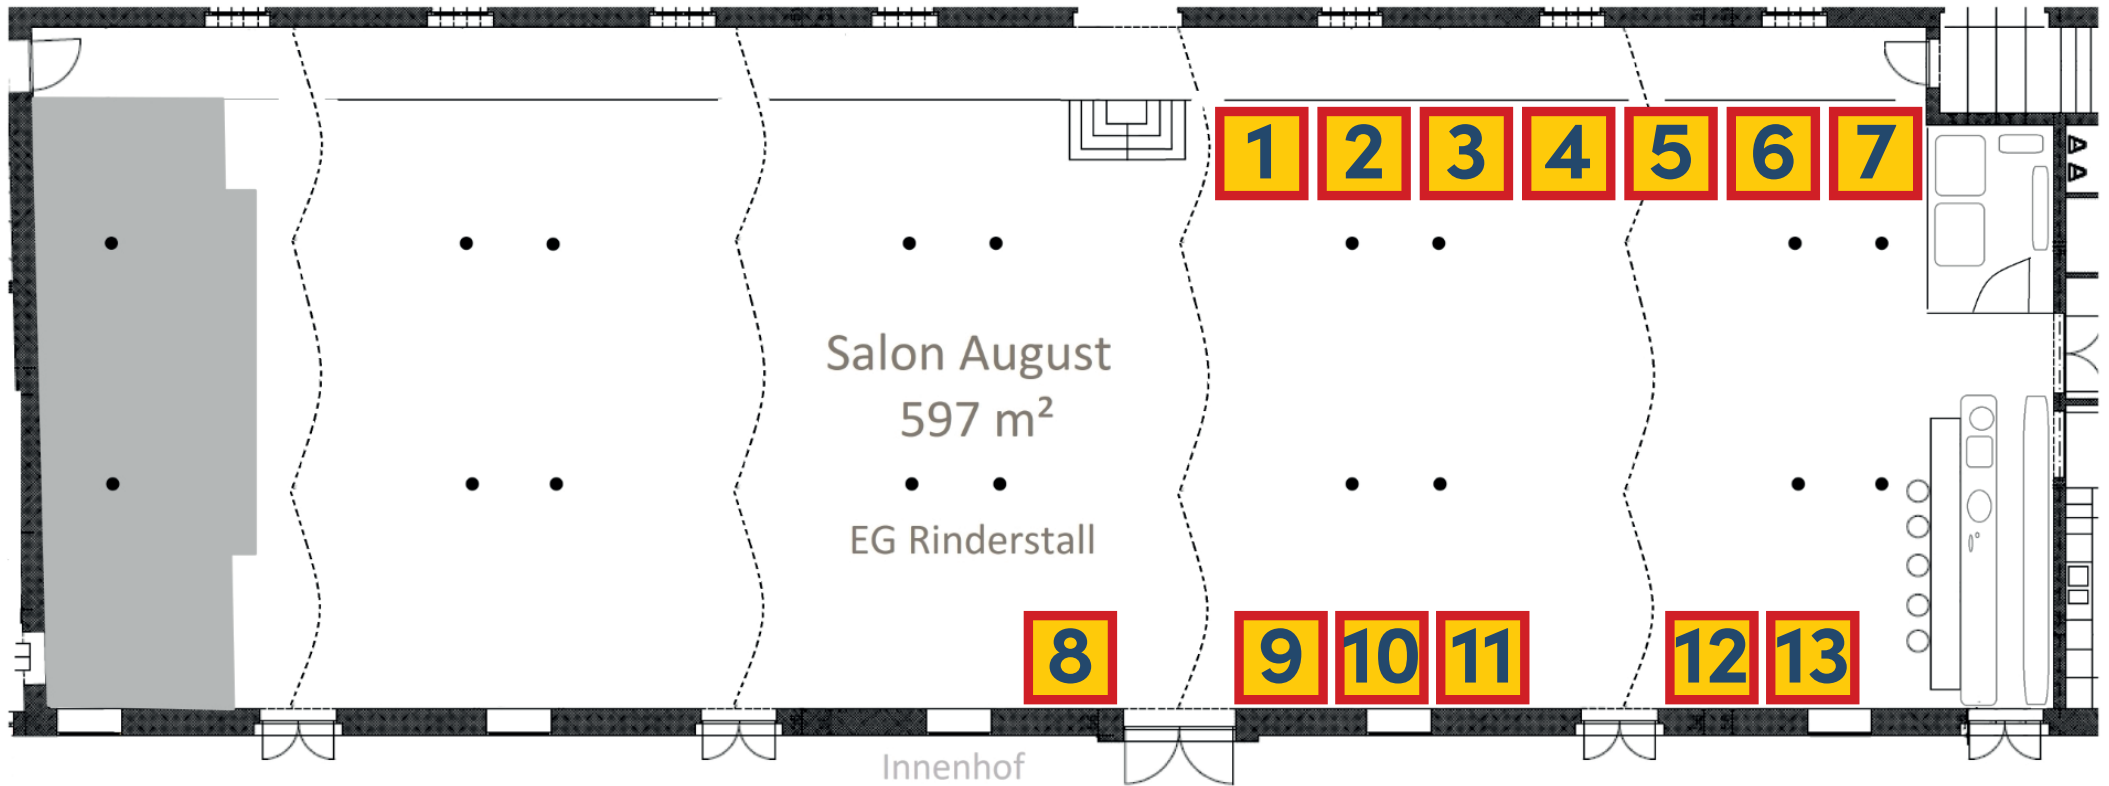 1 2 3 4 5 6 7
Salon August
597 m²
EG Rinderstall
8 9 10 11 12 13
Innenhof